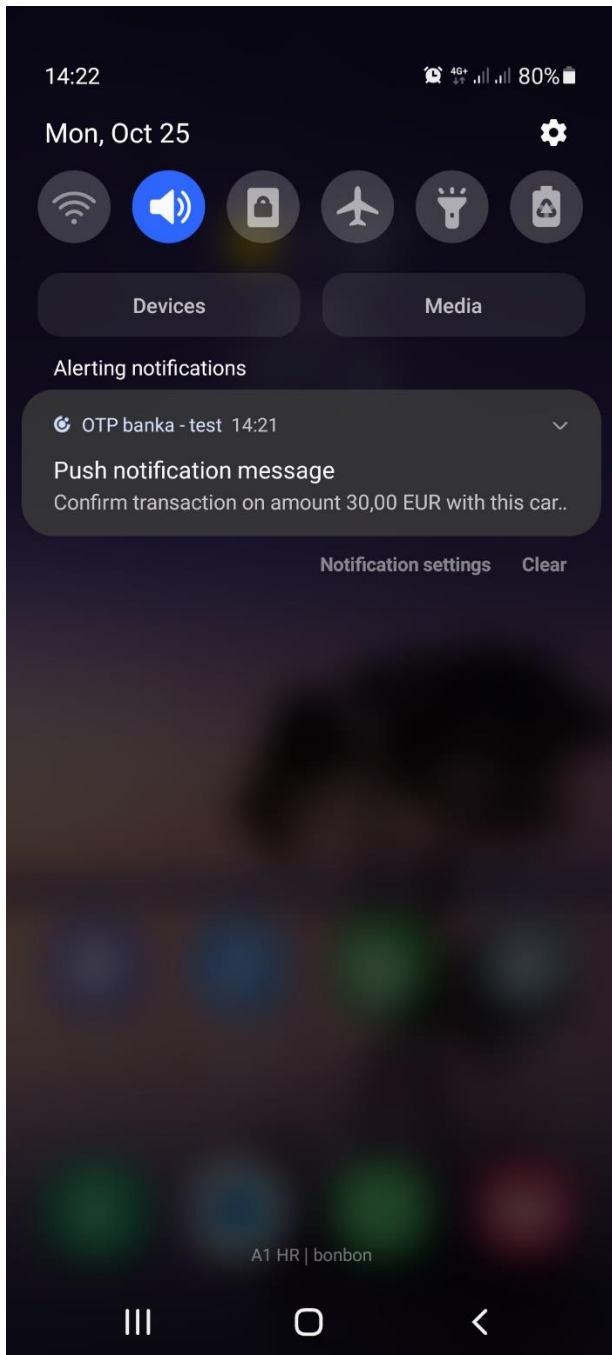 14:22 4G+ 80%
Mon, Oct 25
Devices Media
Alerting notifications
OTP banka - test 14:21
Push notification message
Confirm transaction on amount 30,00 EUR with this car..
Notification settings Clear
A1 HR | bonbon